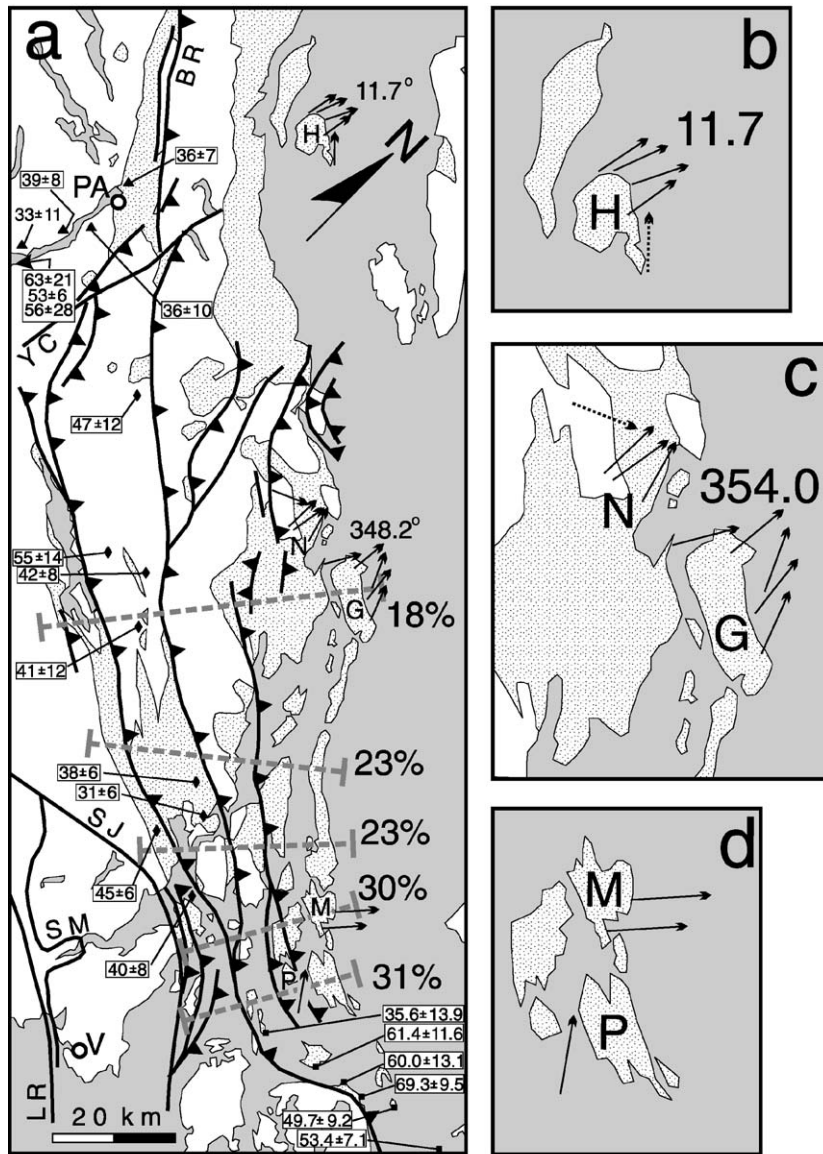 a
BR
11.7°
H
N
36±7
39±8
PA
33±11
63±21
53±6
56±28
36±10
YC
47±12
N
348.2°
55±14
42±8
G
18%
41±12
23%
38±6
31±6
SJ
23%
45±6
30%
SM
M
40±8
31%
P
35.6±13.9
61.4±11.6
V
60.0±13.1
69.3±9.5
LR
49.7±9.2
20 km
53.4±7.1
b
11.7
H
c
N
354.0
G
d
M
P